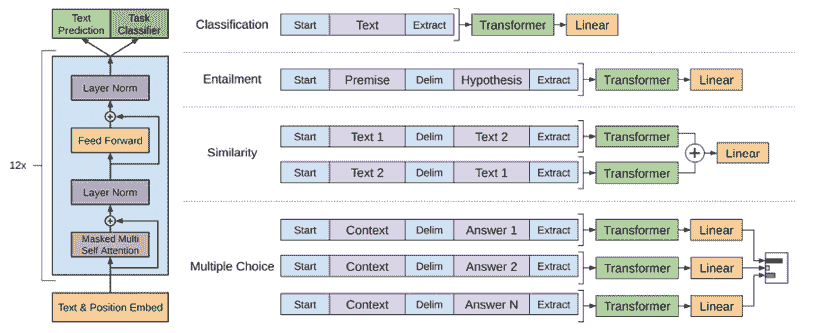 Text
Prediction
Task
Classifier
Layer Norm
Feed Forward
12x
Layer Norm
Masked Multi
Self Attention
Text & Position Embed
Classification
Start Text Extract Transformer Linear
Entailment
Start Premise Delim Hypothesis Extract Transformer Linear
Similarity
Start Text 1 Delim Text 2 Extract Transformer
Linear
Start Text 2 Delim Text 1 Extract Transformer
Multiple Choice
Start Context Delim Answer 1 Extract Transformer Linear
Start Context Delim Answer 2 Extract Transformer Linear
Start Context Delim Answer N Extract Transformer Linear